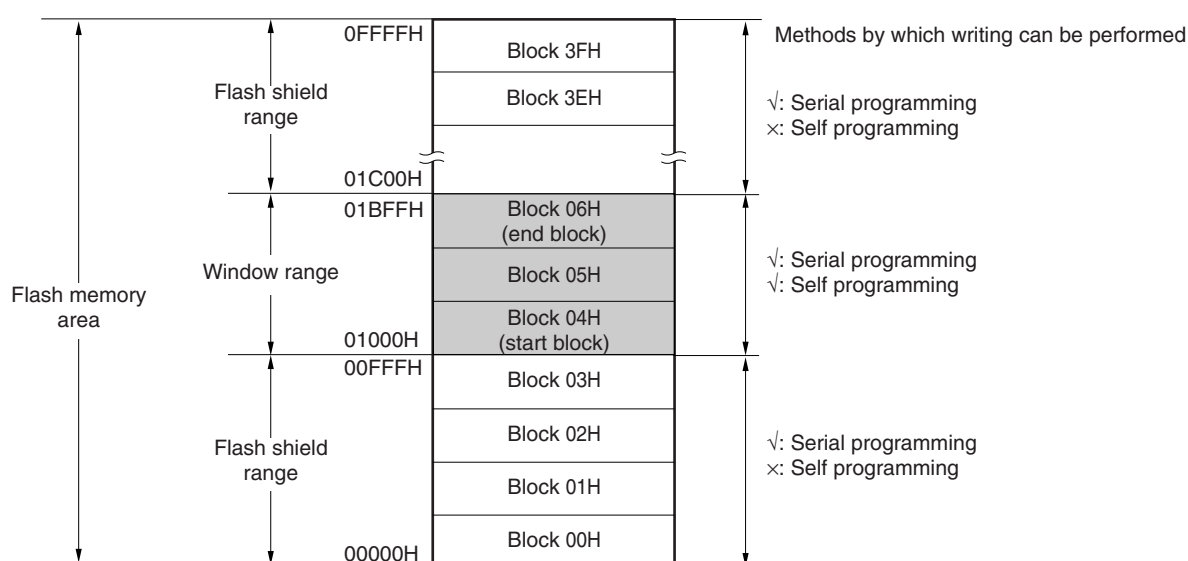 0FFFFH
Block 3FH
Methods by which writing can be performed
Flash shield
range
Block 3EH
√: Serial programming
×: Self programming
01C00H
01BFFH
Block 06H
(end block)
Window range
Block 05H
√: Serial programming
√: Self programming
Flash memory
area
Block 04H
(start block)
01000H
00FFFH
Block 03H
Flash shield
range
Block 02H
√: Serial programming
×: Self programming
Block 01H
Block 00H
00000H